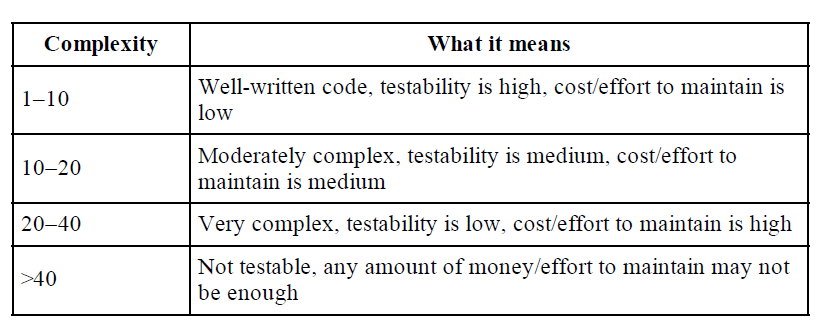 Complexity What it means
1–10 Well-written code, testability is high, cost/effort to maintain is
low
10–20 Moderately complex, testability is medium, cost/effort to
maintain is medium
20–40 Very complex, testability is low, cost/effort to maintain is high
>40 Not testable, any amount of money/effort to maintain may not
be enough